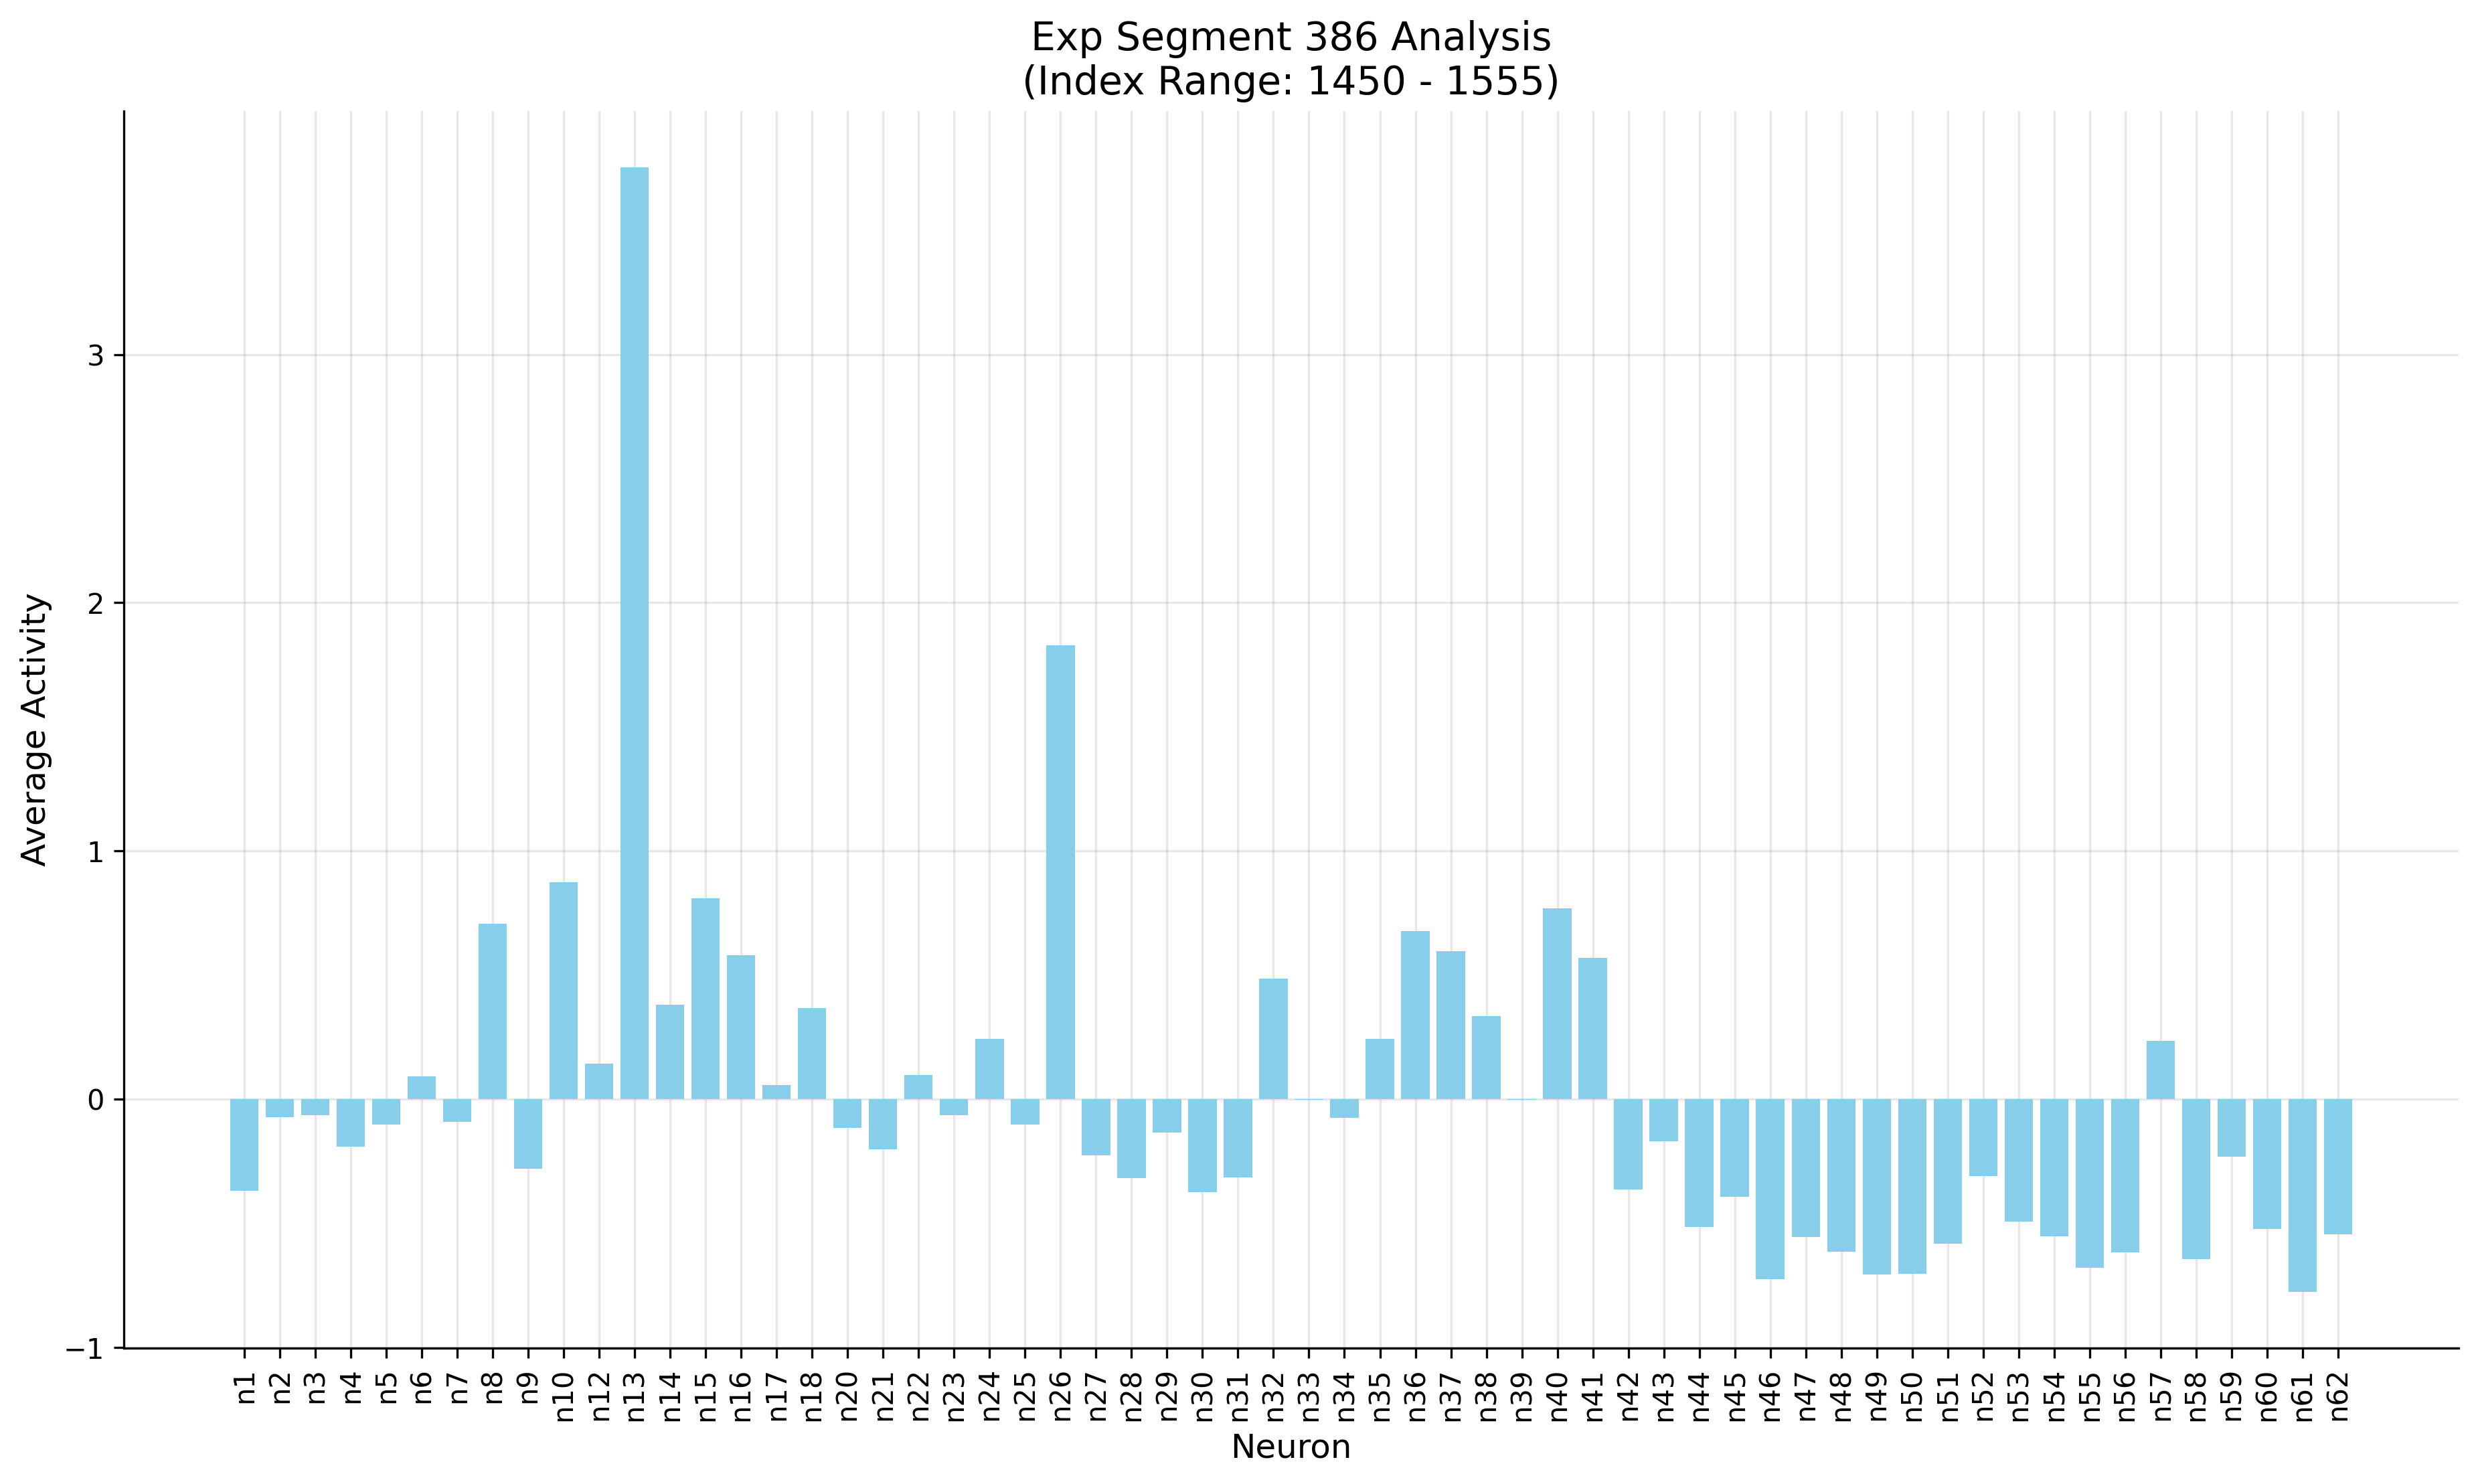 Exp Segment 386 Analysis
(Index Range: 1450 - 1555)
Average Activity
3
2
1
0
−1
n1 n2 n3 n4 n5 n6 n7 n8 n9 n10 n12 n13 n14 n15 n16 n17 n18 n20 n21 n22 n23 n24 n25 n26 n27 n28 n29 n30 n31 n32 n33 n34 n35 n36 n37 n38 n39 n40 n41 n42 n43 n44 n45 n46 n47 n48 n49 n50 n51 n52 n53 n54 n55 n56 n57 n58 n59 n60 n61 n62
Neuron